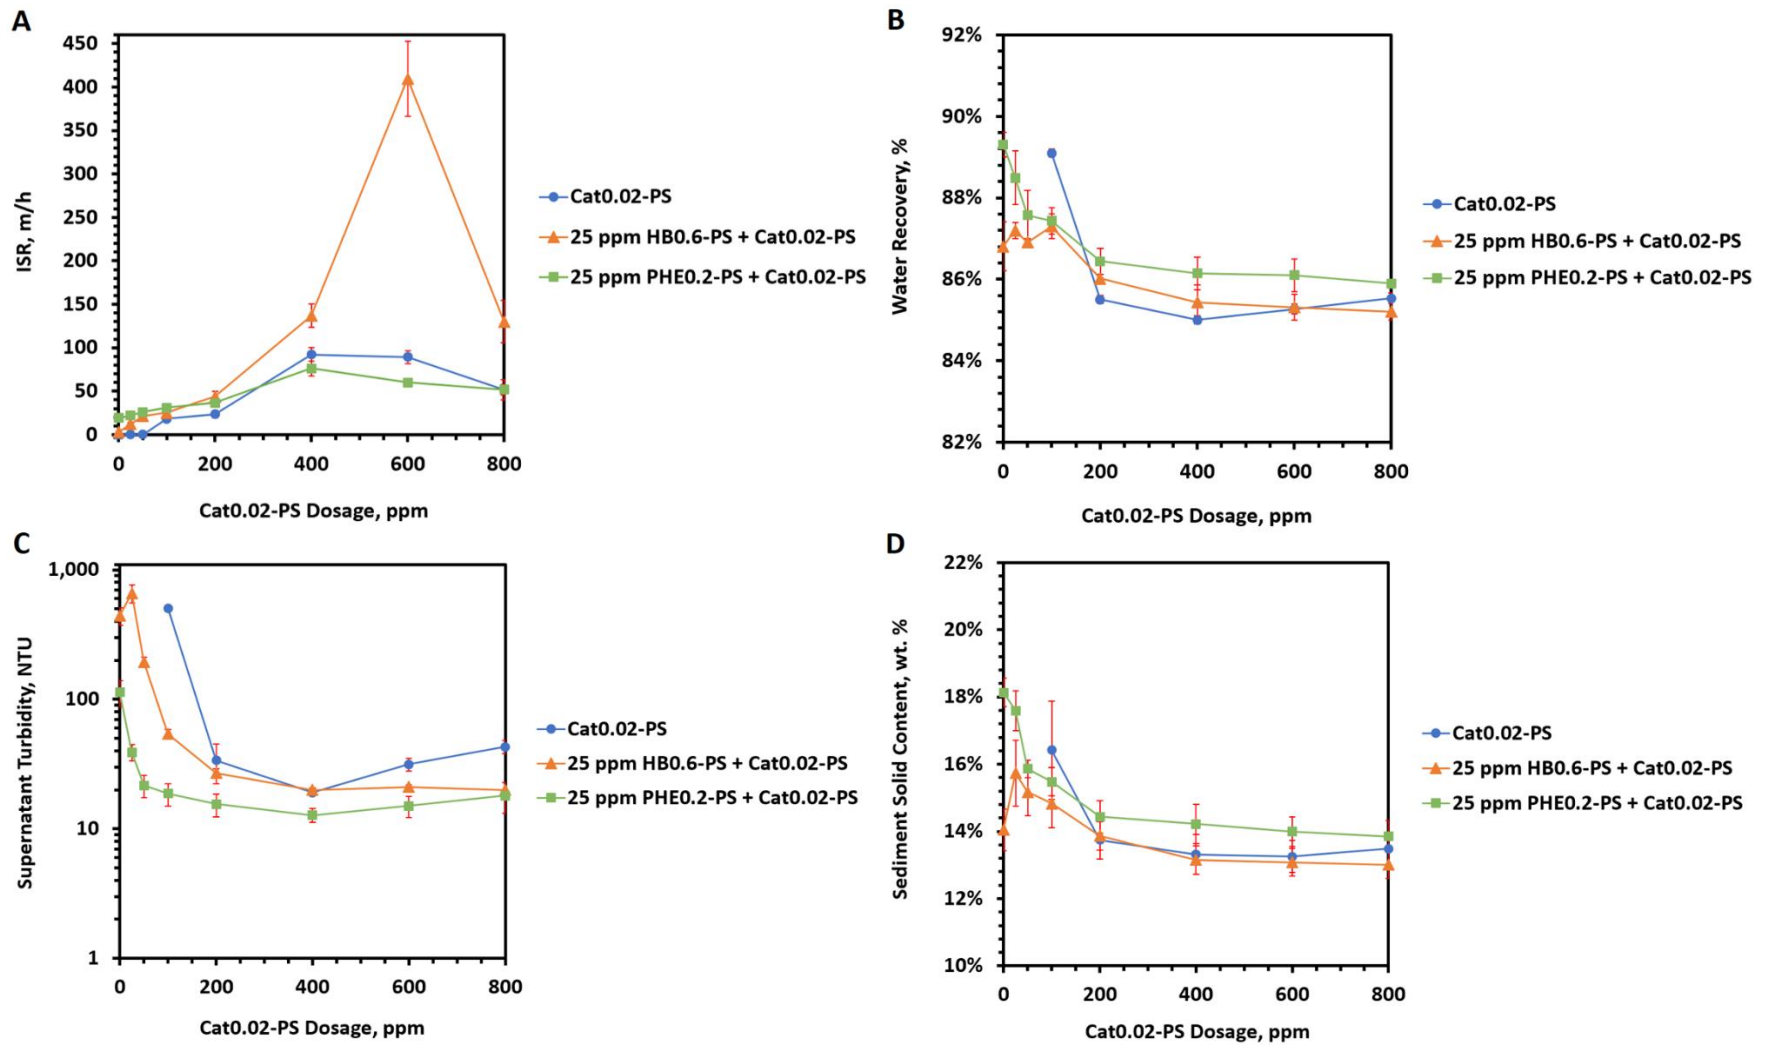 A
ISR, m/h
450
400
350
300
250
200
150
100
50
0
0 200 400 600 800
Cat0.02-PS Dosage, ppm
Cat0.02-PS
25 ppm HB0.6-PS + Cat0.02-PS
25 ppm PHE0.2-PS + Cat0.02-PS
B
Water Recovery, %
92%
90%
88%
86%
84%
82%
0 200 400 600 800
Cat0.02-PS Dosage, ppm
Cat0.02-PS
25 ppm HB0.6-PS + Cat0.02-PS
25 ppm PHE0.2-PS + Cat0.02-PS
C
Supernatant Turbidity, NTU
1,000
100
10
1
0 200 400 600 800
Cat0.02-PS Dosage, ppm
Cat0.02-PS
25 ppm HB0.6-PS + Cat0.02-PS
25 ppm PHE0.2-PS + Cat0.02-PS
D
Sediment Solid Content, wt. %
22%
20%
18%
16%
14%
12%
10%
0 200 400 600 800
Cat0.02-PS Dosage, ppm
Cat0.02-PS
25 ppm HB0.6-PS + Cat0.02-PS
25 ppm PHE0.2-PS + Cat0.02-PS